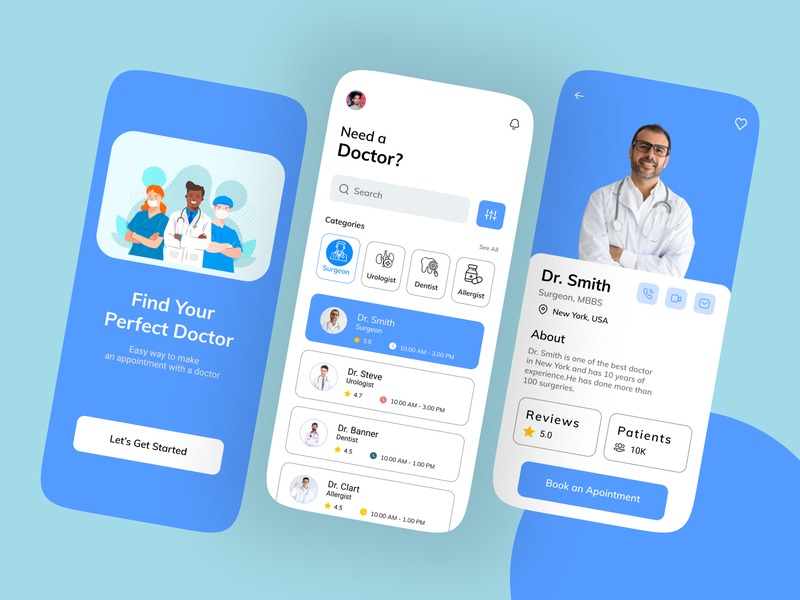 Find Your
Perfect Doctor
Easy way to make
an appointment with a doctor
Let's Get Started
Need a
Doctor?
Search
Categories
See All
Surgeon
Urologist
Dentist
Allergist
Dr. Smith
Surgeon
5.0
10.00 AM - 3.00 PM
Dr. Steve
Urologist
4.7
10.00 AM - 3.00 PM
Dr. Banner
Dentist
4.5
10.00 AM - 1.00 PM
Dr. Clart
Allergist
4.5
10.00 AM - 1.00 PM
Dr. Smith
Surgeon, MBBS
New York, USA
About
Dr. Smith is one of the best doctor
in New York and has 10 years of
experience.He has done more than
100 surgeries.
Reviews
5.0
Patients
10K
Book an Apointment